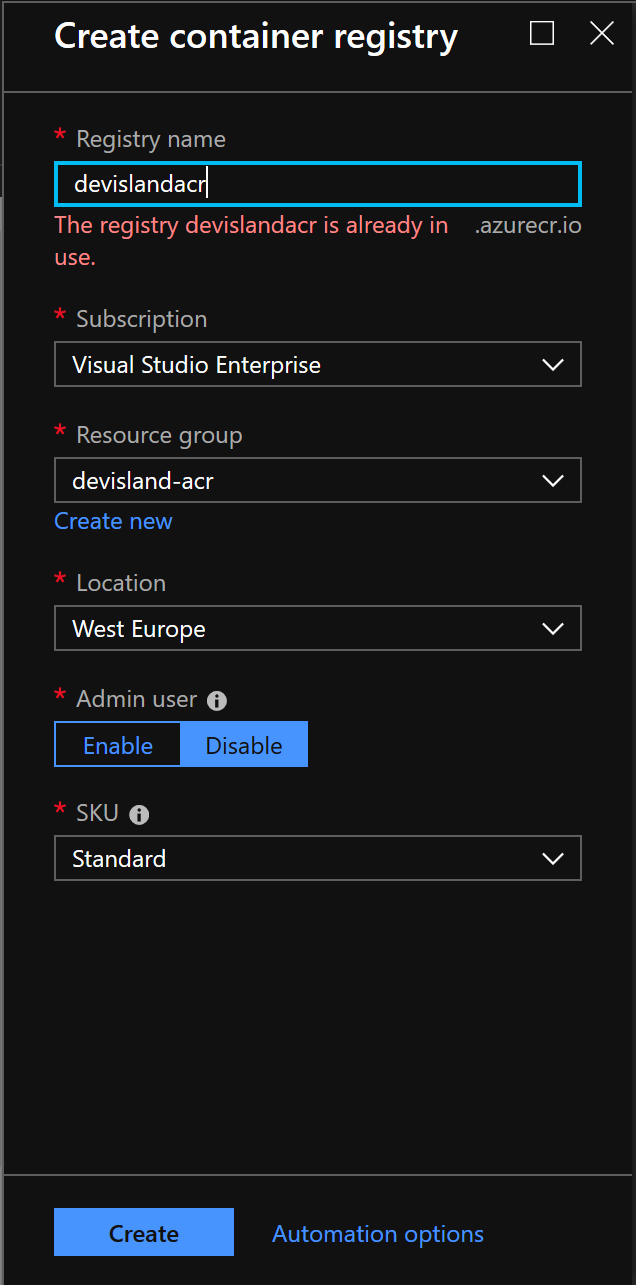 Create container registry
* Registry name
devislandacr
The registry devislandacr is already in .azurecr.io
use.
* Subscription
Visual Studio Enterprise
* Resource group
devisland-acr
Create new
* Location
West Europe
* Admin user
Enable Disable
* SKU
Standard
Create Automation options